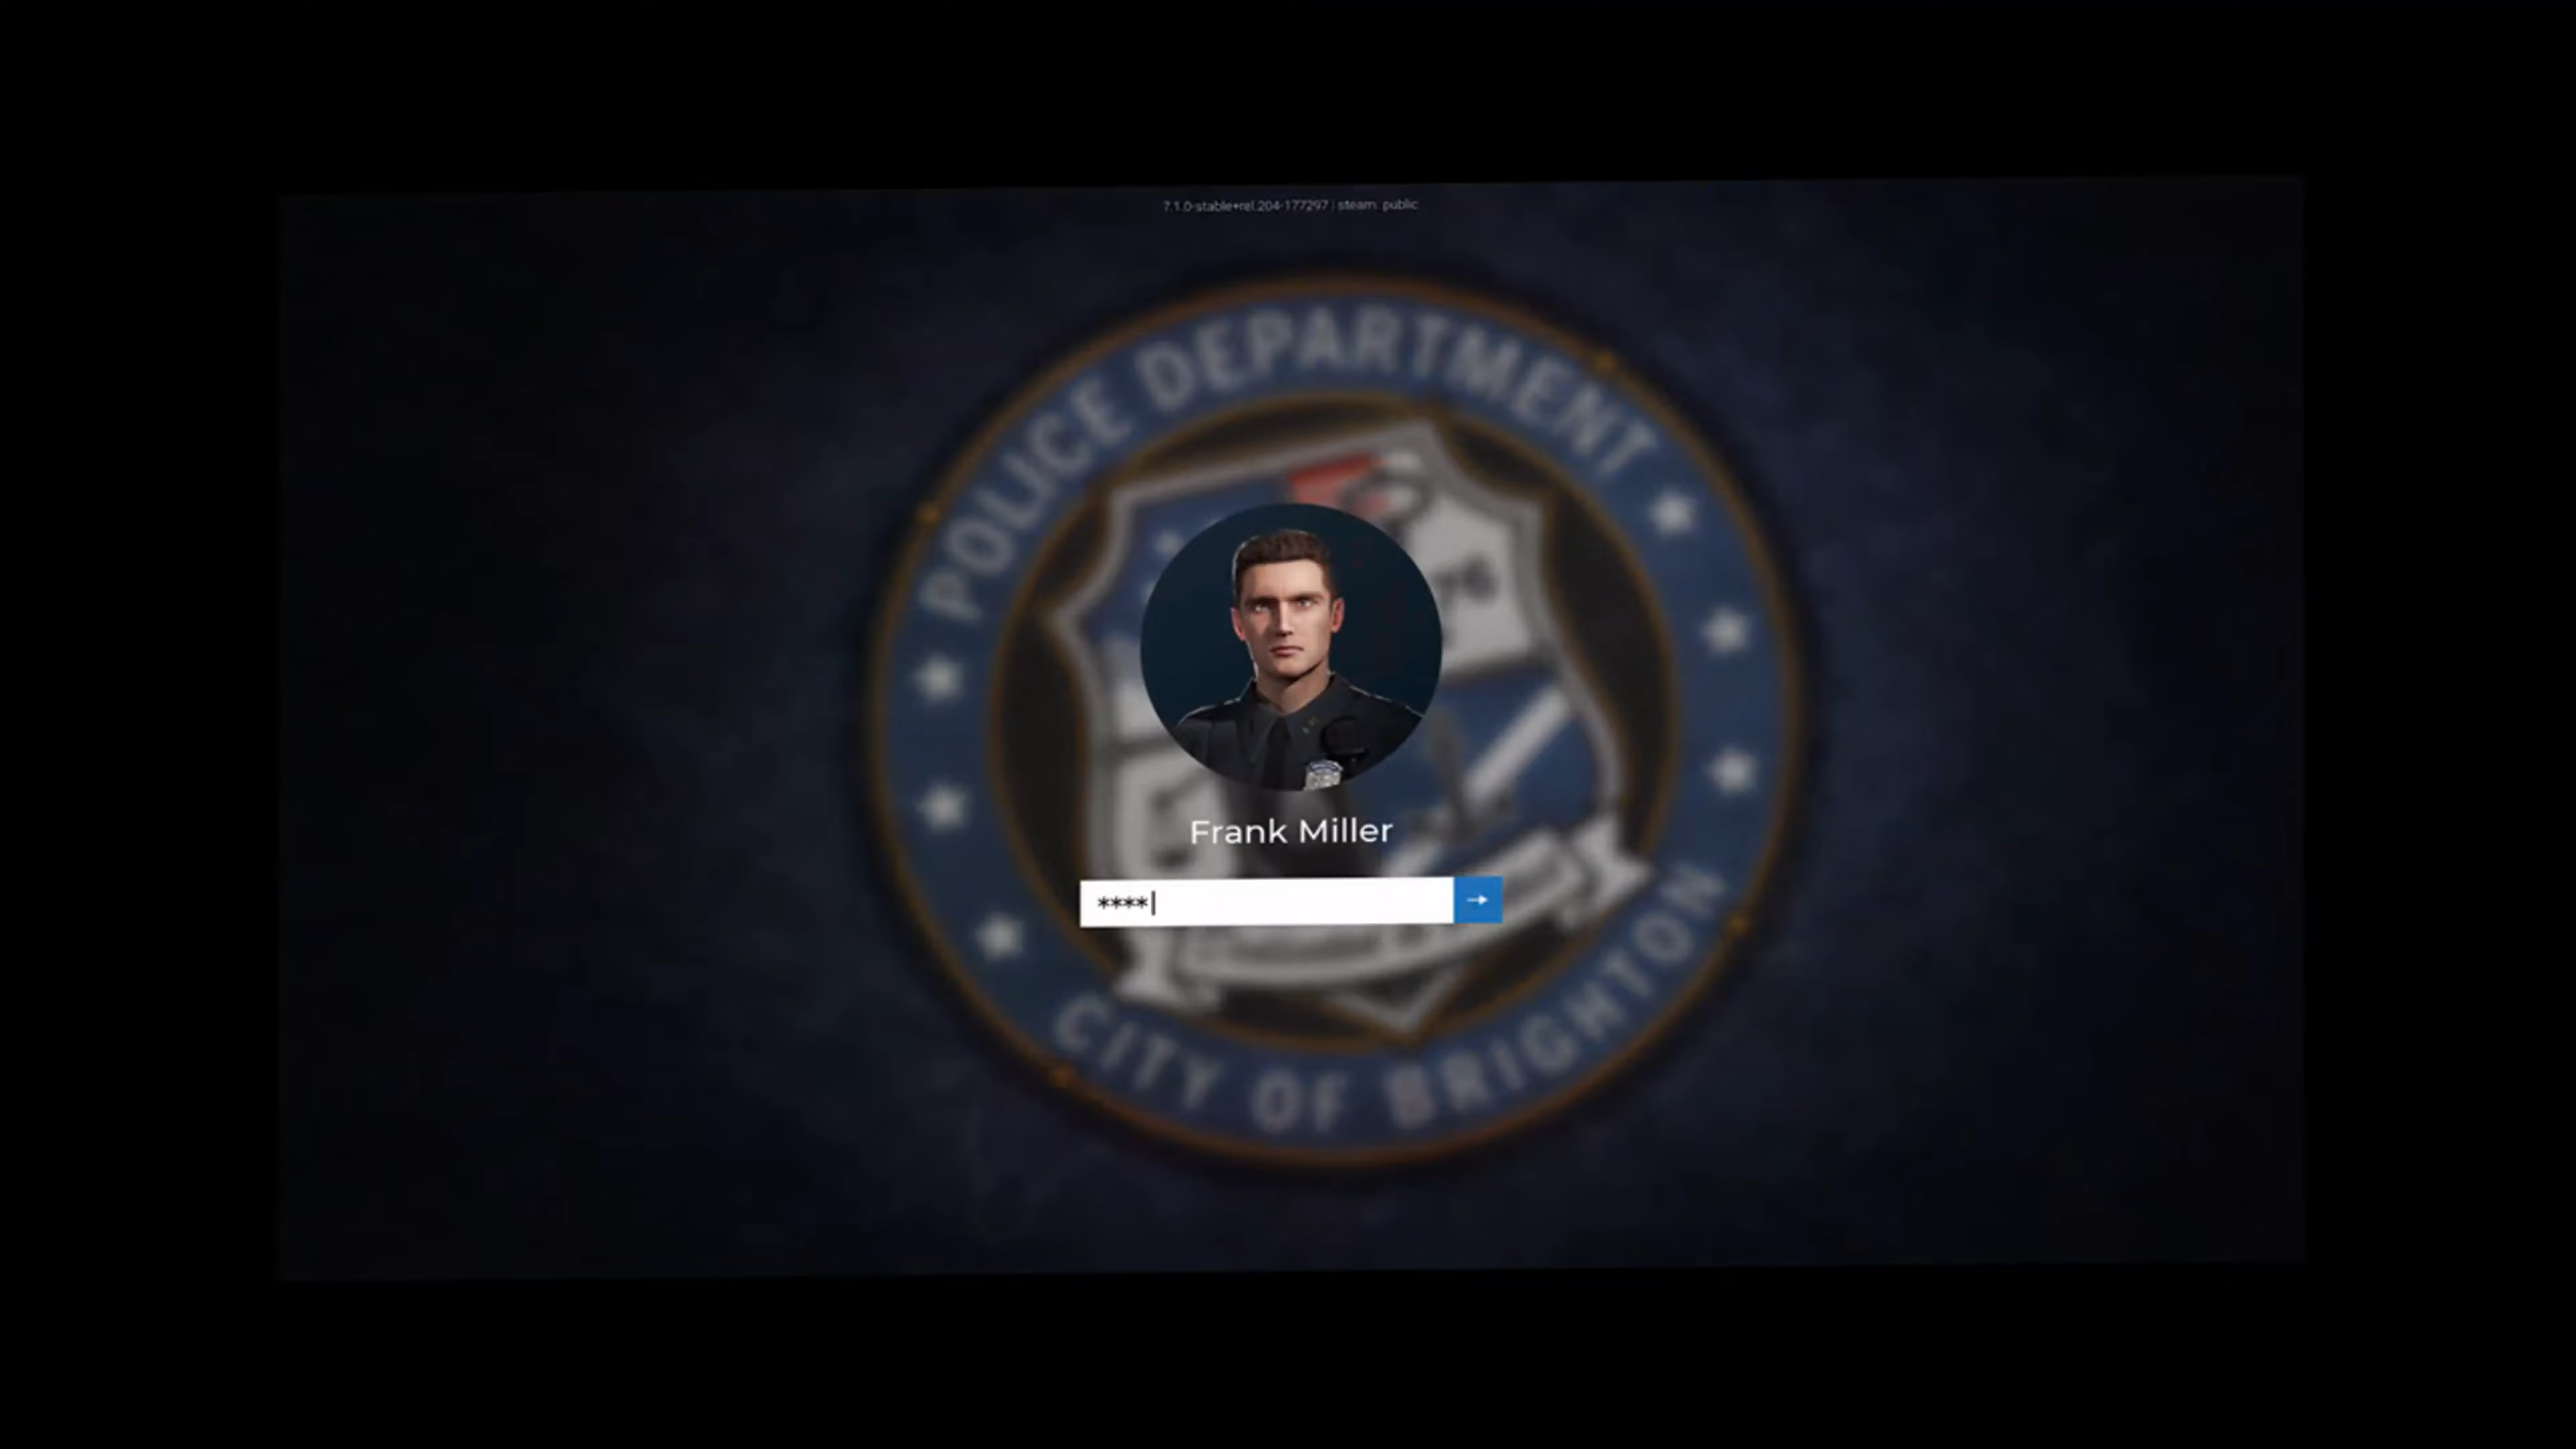 7.1.0-stable+rel.204-177297 | steam: public
POLICE DEPARTMENT
Frank Miller
****
CITY OF BRIGHTON